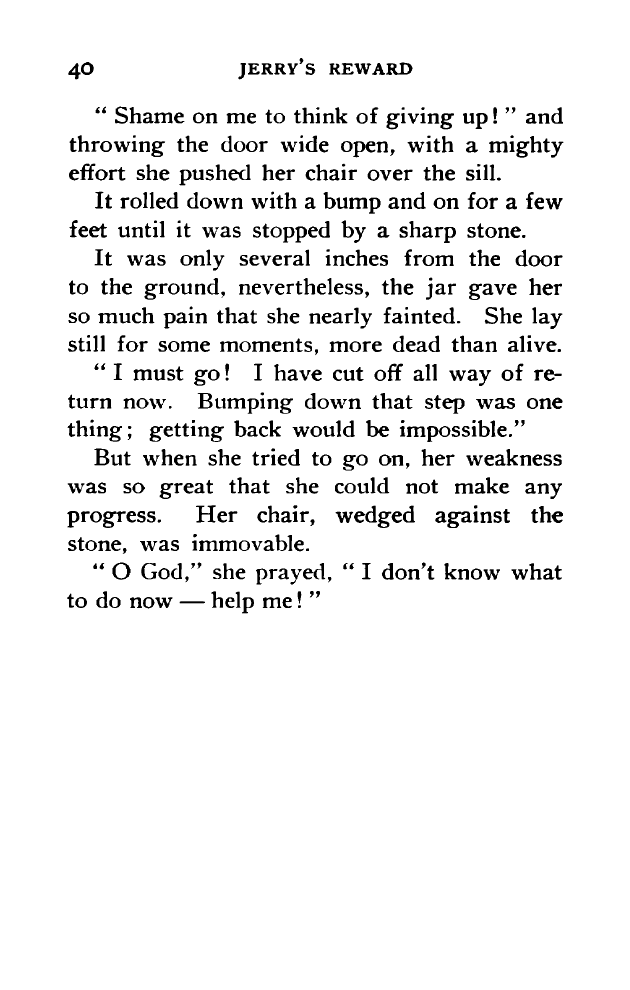 40 JERRY'S REWARD
“ Shame on me to think of giving up! ” and
throwing the door wide open, with a mighty
effort she pushed her chair over the sill.
It rolled down with a bump and on for a few
feet until it was stopped by a sharp stone.
It was only several inches from the door
to the ground, nevertheless, the jar gave her
so much pain that she nearly fainted. She lay
still for some moments, more dead than alive.
“ I must go! I have cut off all way of re-
turn now. Bumping down that step was one
thing; getting back would be impossible.”
But when she tried to go on, her weakness
was so great that she could not make any
progress. Her chair, wedged against the
stone, was immovable.
“ O God,” she prayed, “ I don't know what
to do now — help me! ”